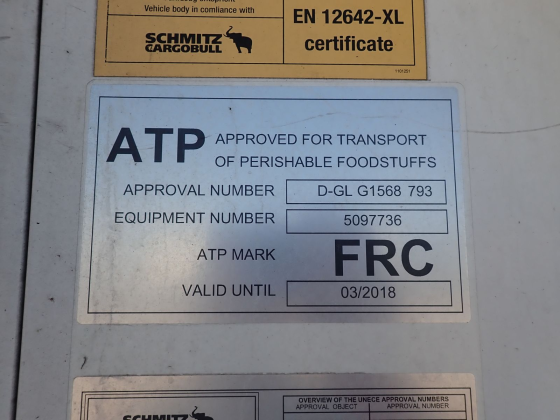 Vehicle body in comliance with
SCHMITZ
CARGOBULL
EN 12642-XL
certificate
ATP APPROVED FOR TRANSPORT
OF PERISHABLE FOODSTUFFS
APPROVAL NUMBER D-GL G1568 793
EQUIPMENT NUMBER 5097736
ATP MARK FRC
VALID UNTIL 03/2018
SCHMITZ
OVERVIEW OF THE UNECE APPROVAL NUMBERS
APPROVAL OBJECT APPROVAL NUMBER